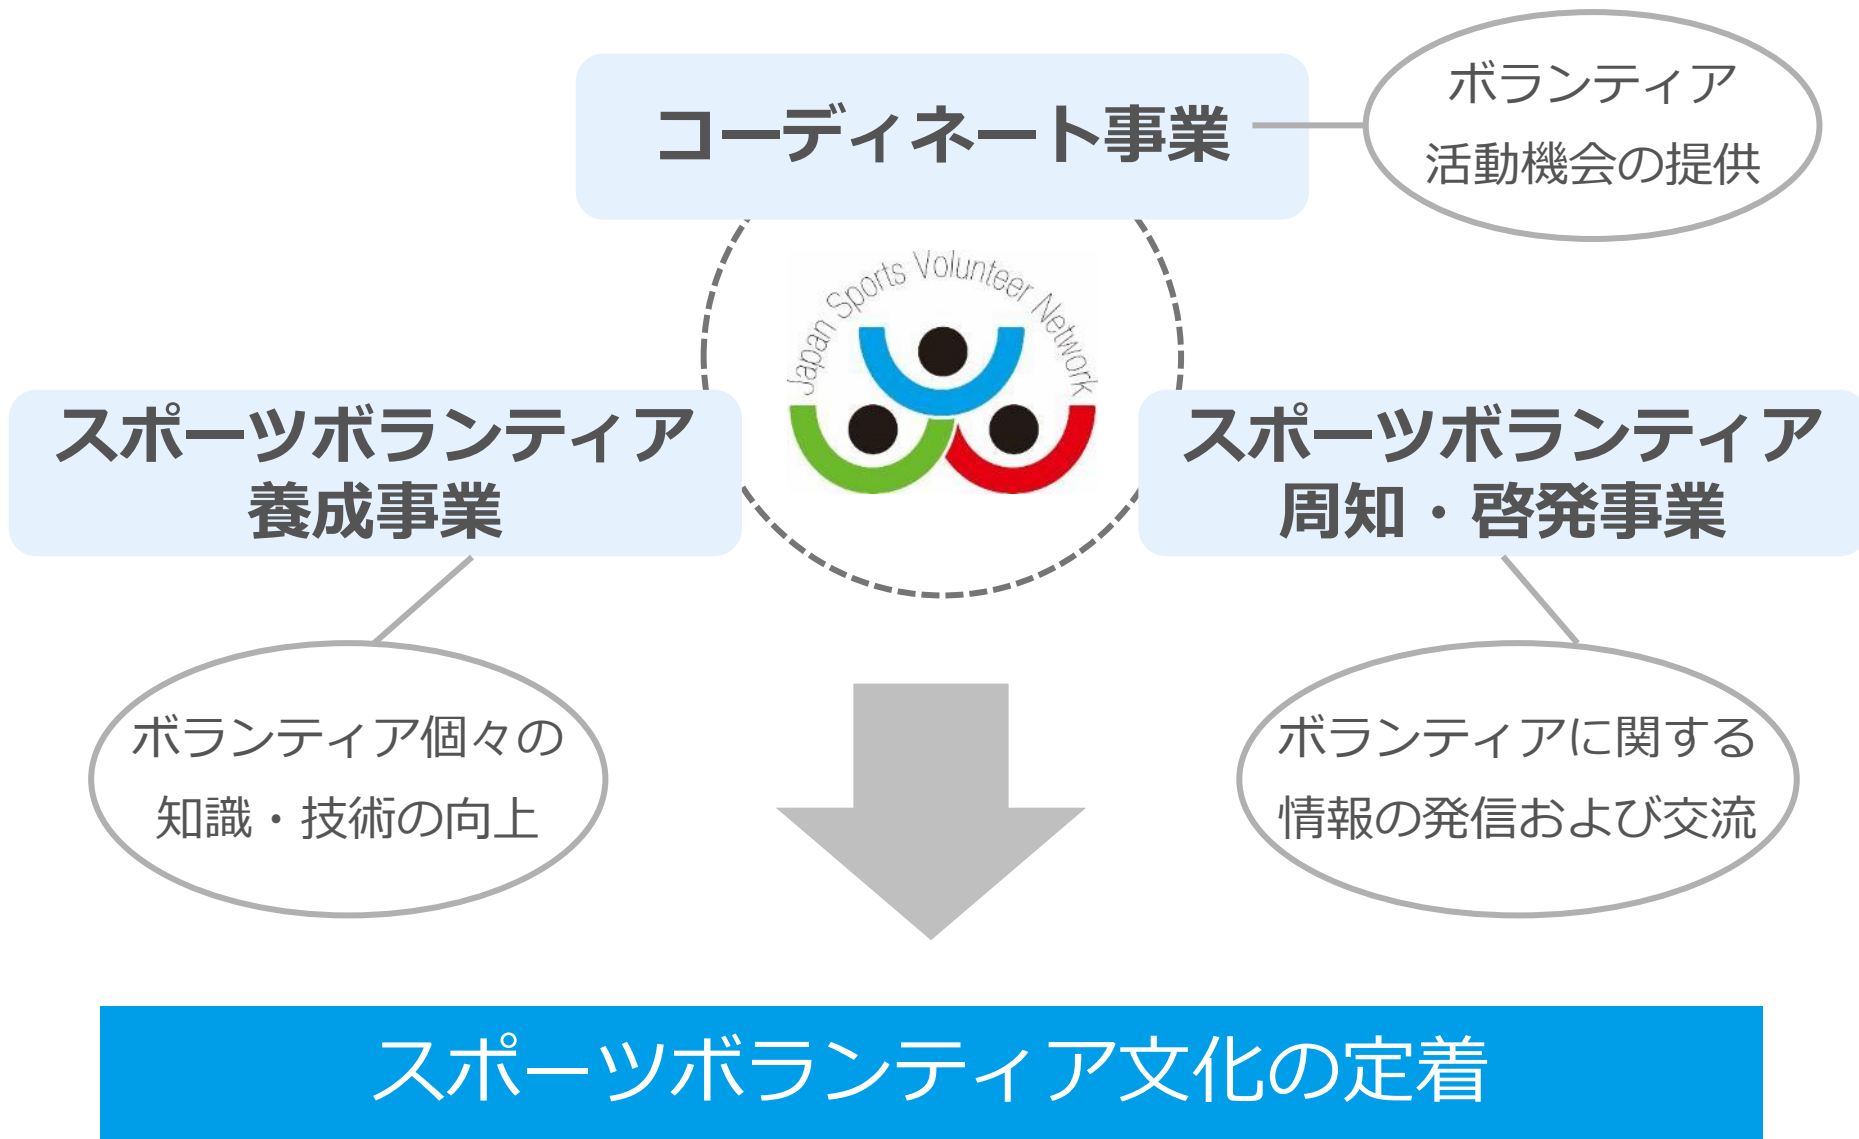 コーディネート事業
ボランティア
活動機会の提供
Japan Sports Volunteer Network
スポーツボランティア
養成事業
スポーツボランティア
周知・啓発事業
ボランティア個々の
知識・技術の向上
ボランティアに関する
情報の発信および交流
スポーツボランティア文化の定着